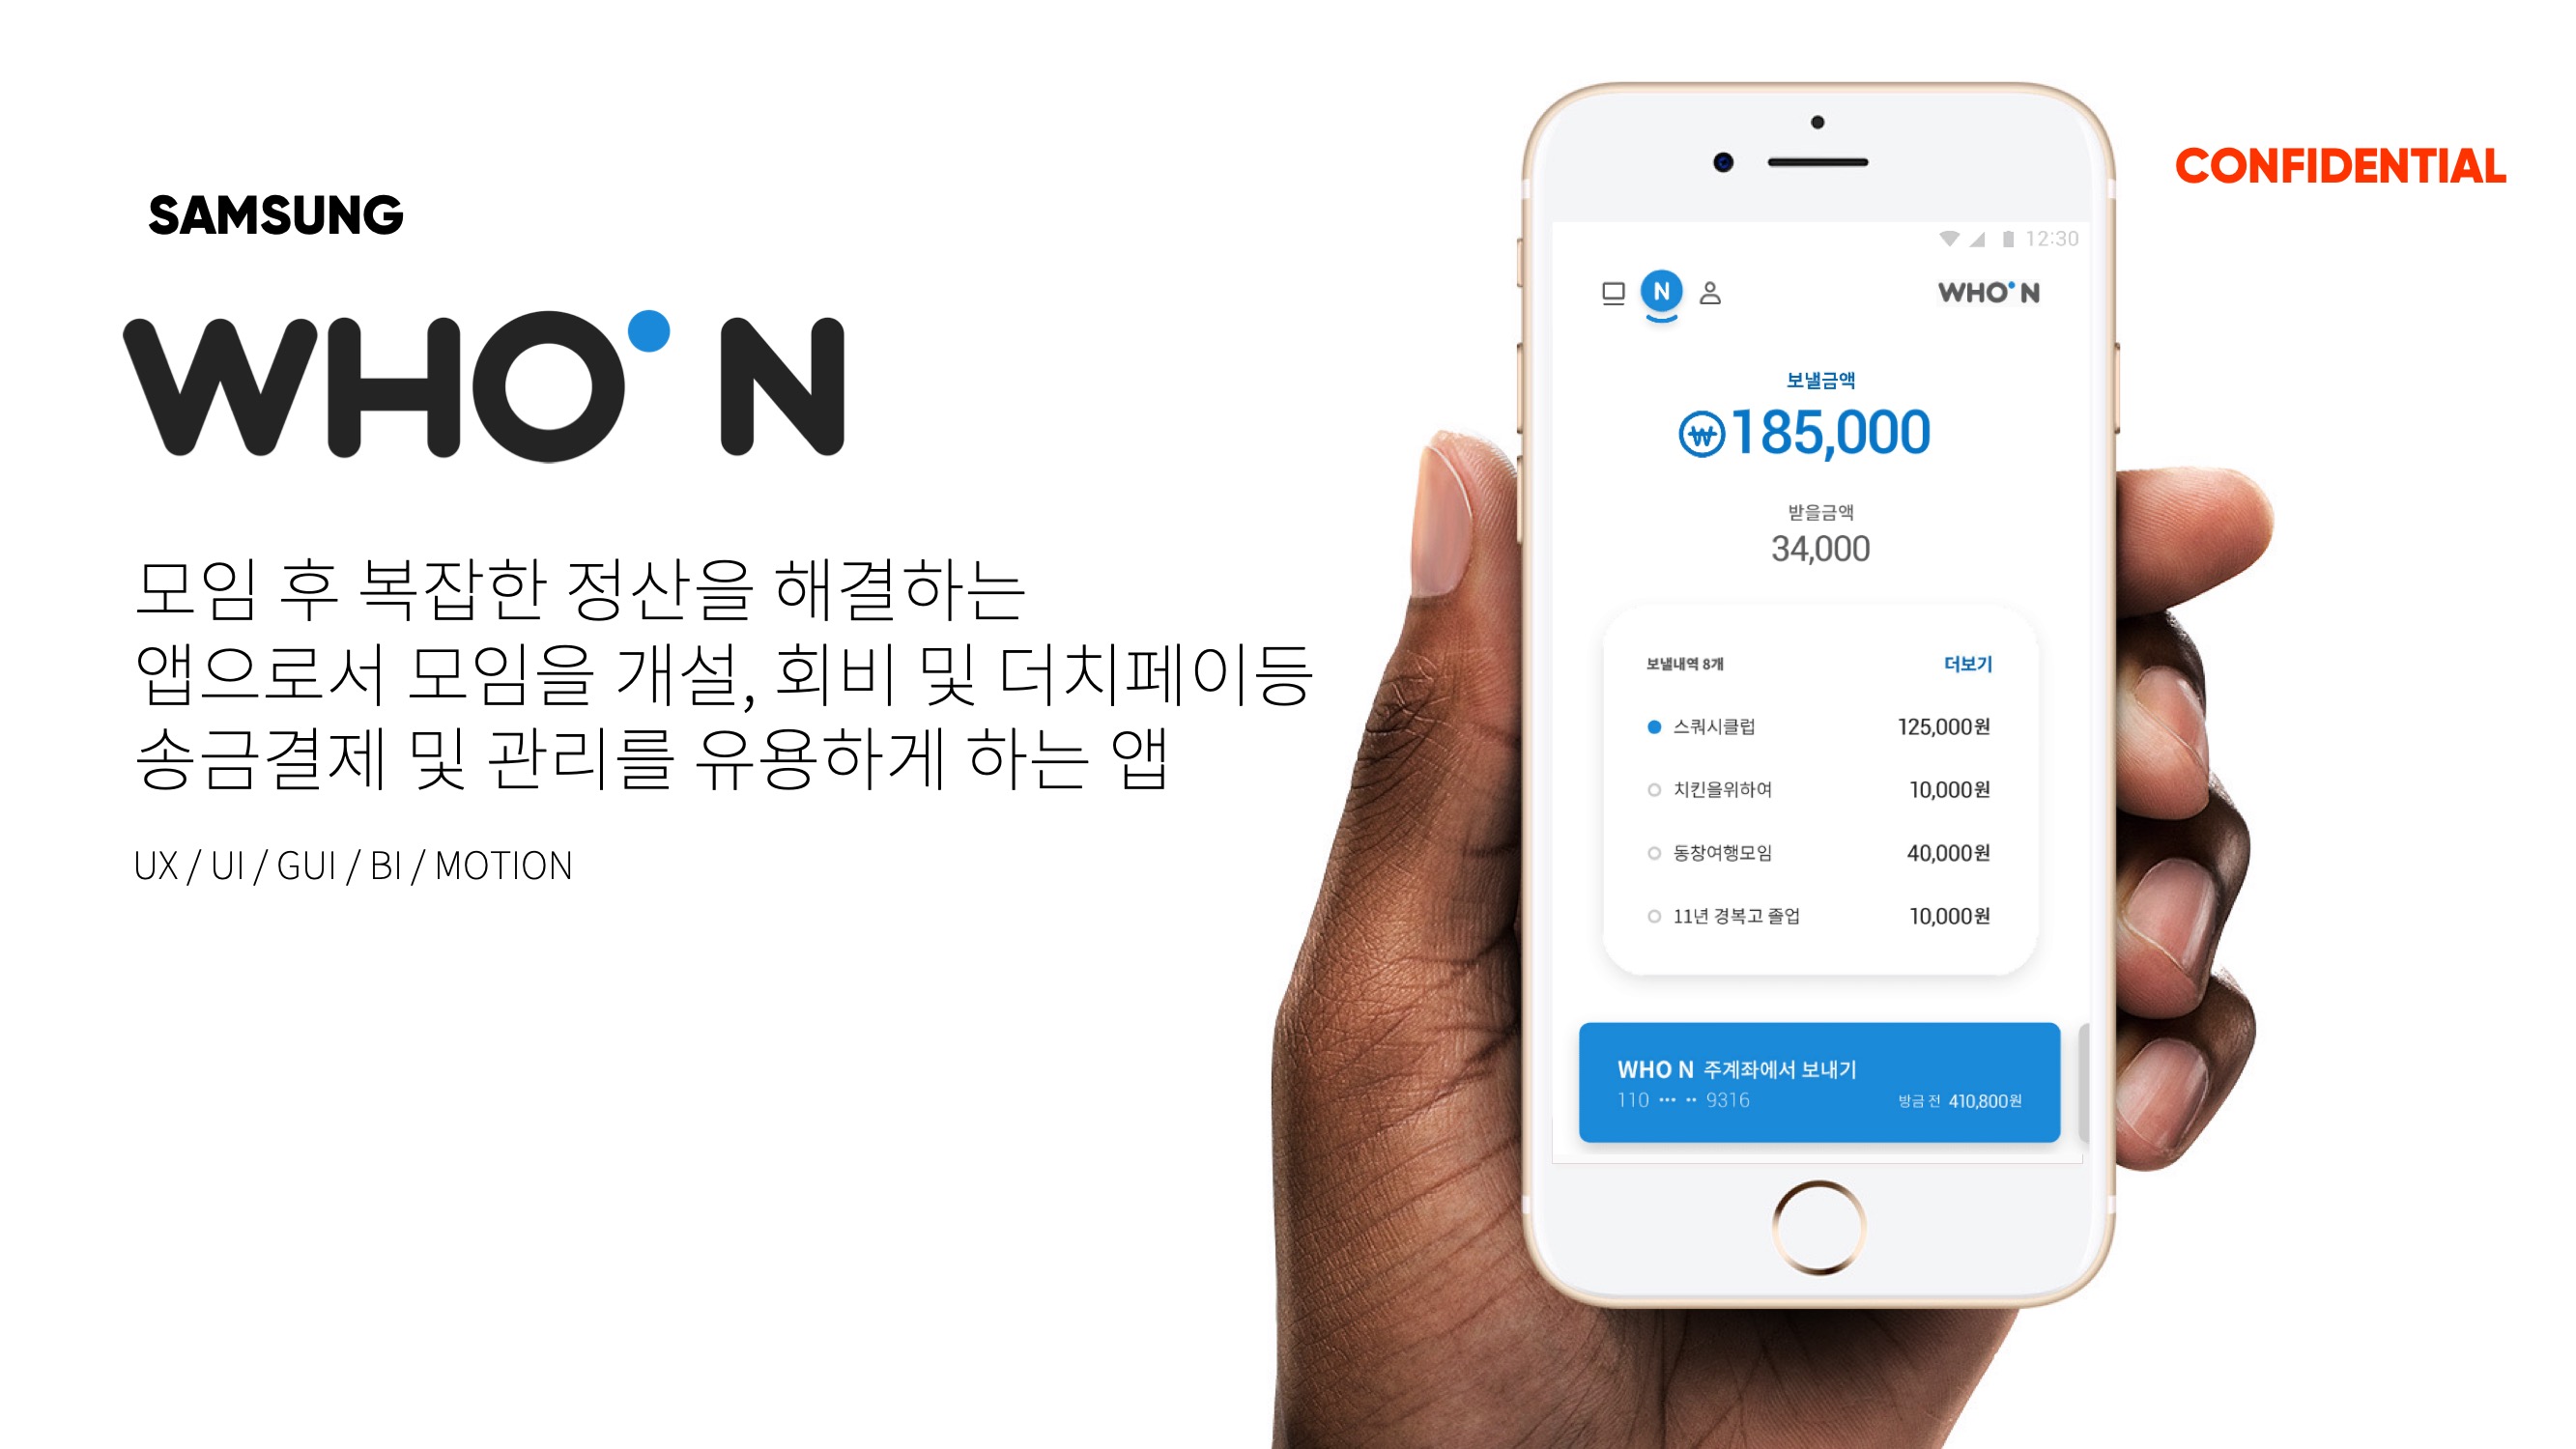 SAMSUNG
WHO N
모임 후 복잡한 정산을 해결하는
앱으로서 모임을 개설, 회비 및 더치페이등
송금결제 및 관리를 유용하게 하는 앱
UX / UI / GUI / BI / MOTION
CONFIDENTIAL
12:30
N
WHO N
보낼금액
₩185,000
받을금액
34,000
보낼내역 8개 더보기
스쿼시클럽 125,000원
치킨을위하여 10,000원
동창여행모임 40,000원
11년 경복고 졸업 10,000원
WHO N 주계좌에서 보내기
110 ••• •• 9316 방금 전 410,800원